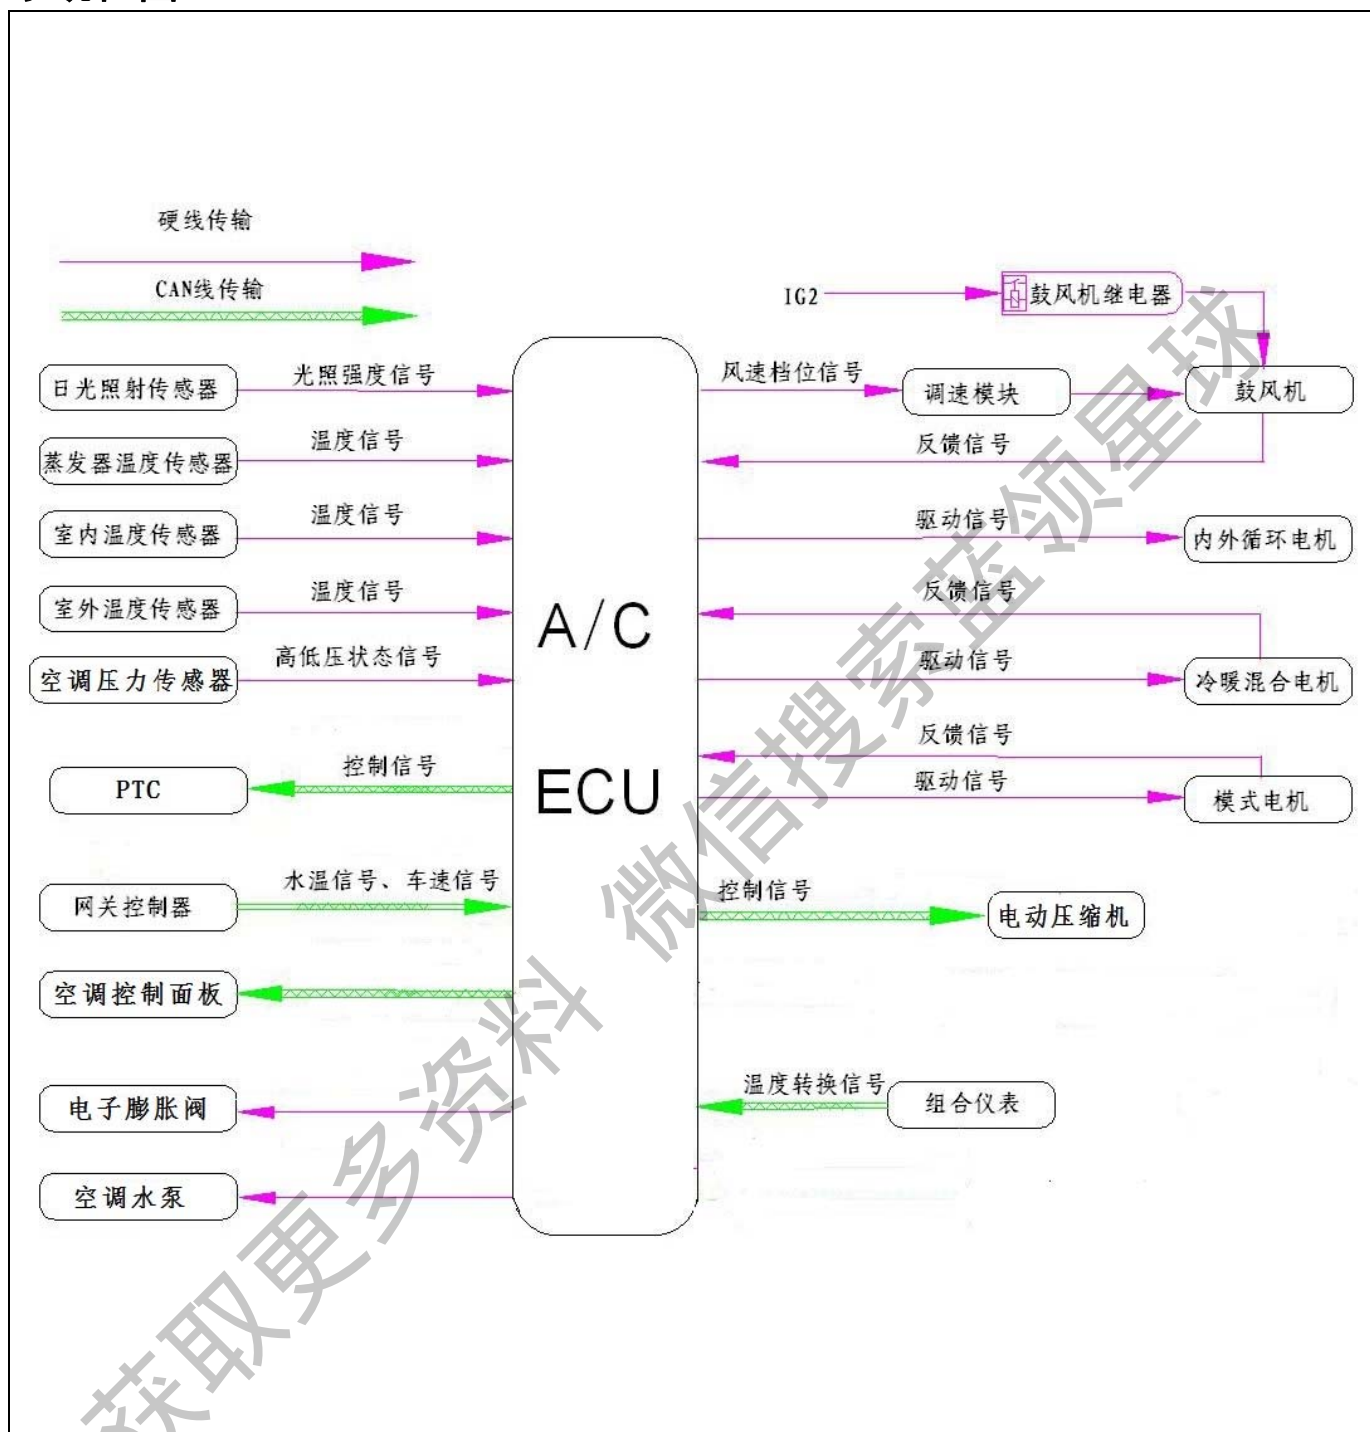 硬线传输
CAN线传输
IG2
鼓风机继电器
日光照射传感器
光照强度信号
风速档位信号
调速模块
鼓风机
蒸发器温度传感器
温度信号
反馈信号
室内温度传感器
温度信号
驱动信号
内外循环电机
室外温度传感器
温度信号
反馈信号
A/C
空调压力传感器
高低压状态信号
驱动信号
冷暖混合电机
反馈信号
PTC
控制信号
ECU
驱动信号
模式电机
网关控制器
水温信号、车速信号
控制信号
电动压缩机
空调控制面板
电子膨胀阀
温度转换信号
组合仪表
空调水泵
获取更多资料 微信搜索蓝领星球